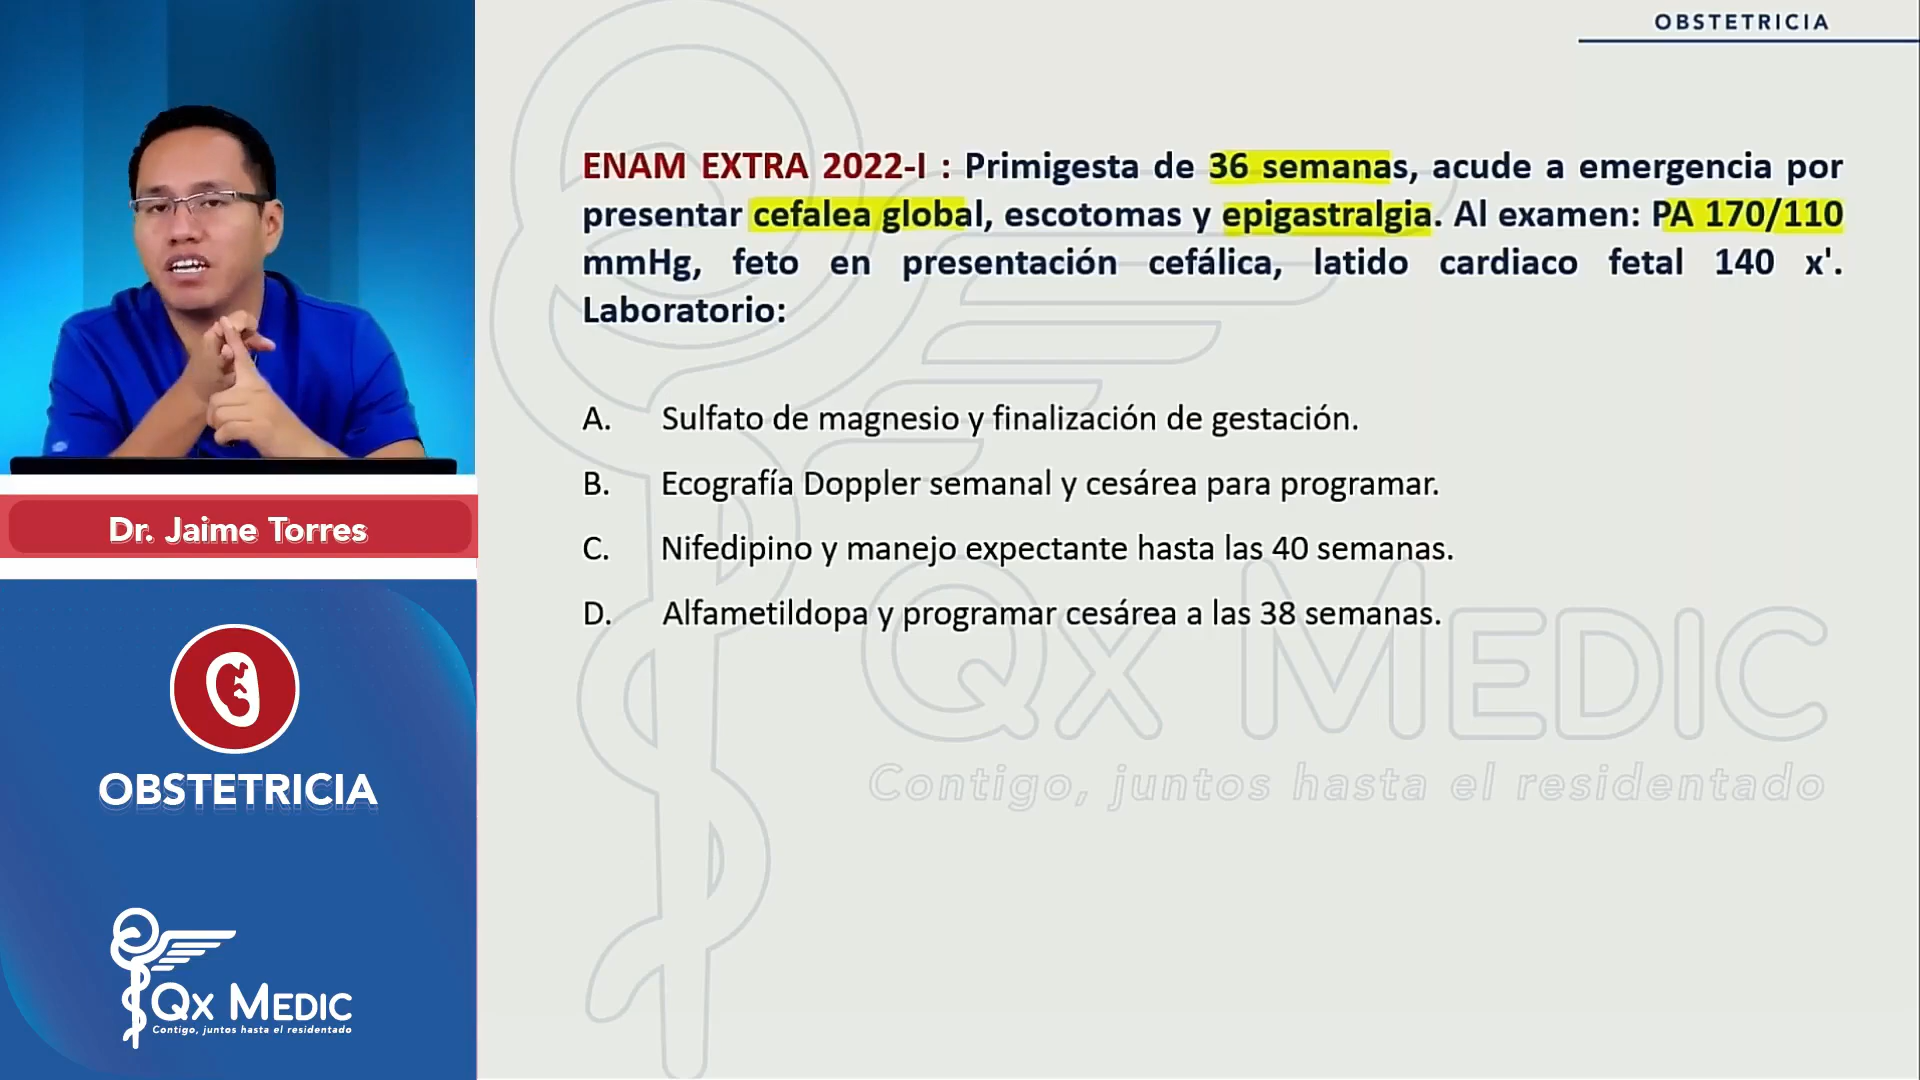 OBSTETRICIA
ENAM EXTRA 2022-I : Primigesta de 36 semanas, acude a emergencia por
presentar cefalea global, escotomas y epigastralgia. Al examen: PA 170/110
mmHg, feto en presentación cefálica, latido cardiaco fetal 140 x'.
Laboratorio:
A. Sulfato de magnesio y finalización de gestación.
B. Ecografía Doppler semanal y cesárea para programar.
C. Nifedipino y manejo expectante hasta las 40 semanas.
D. Alfametildopa y programar cesárea a las 38 semanas.
QX MEDIC
Contigo, juntos hasta el residentado
Dr. Jaime Torres
OBSTETRICIA
QX MEDIC
Contigo, juntos hasta el residentado